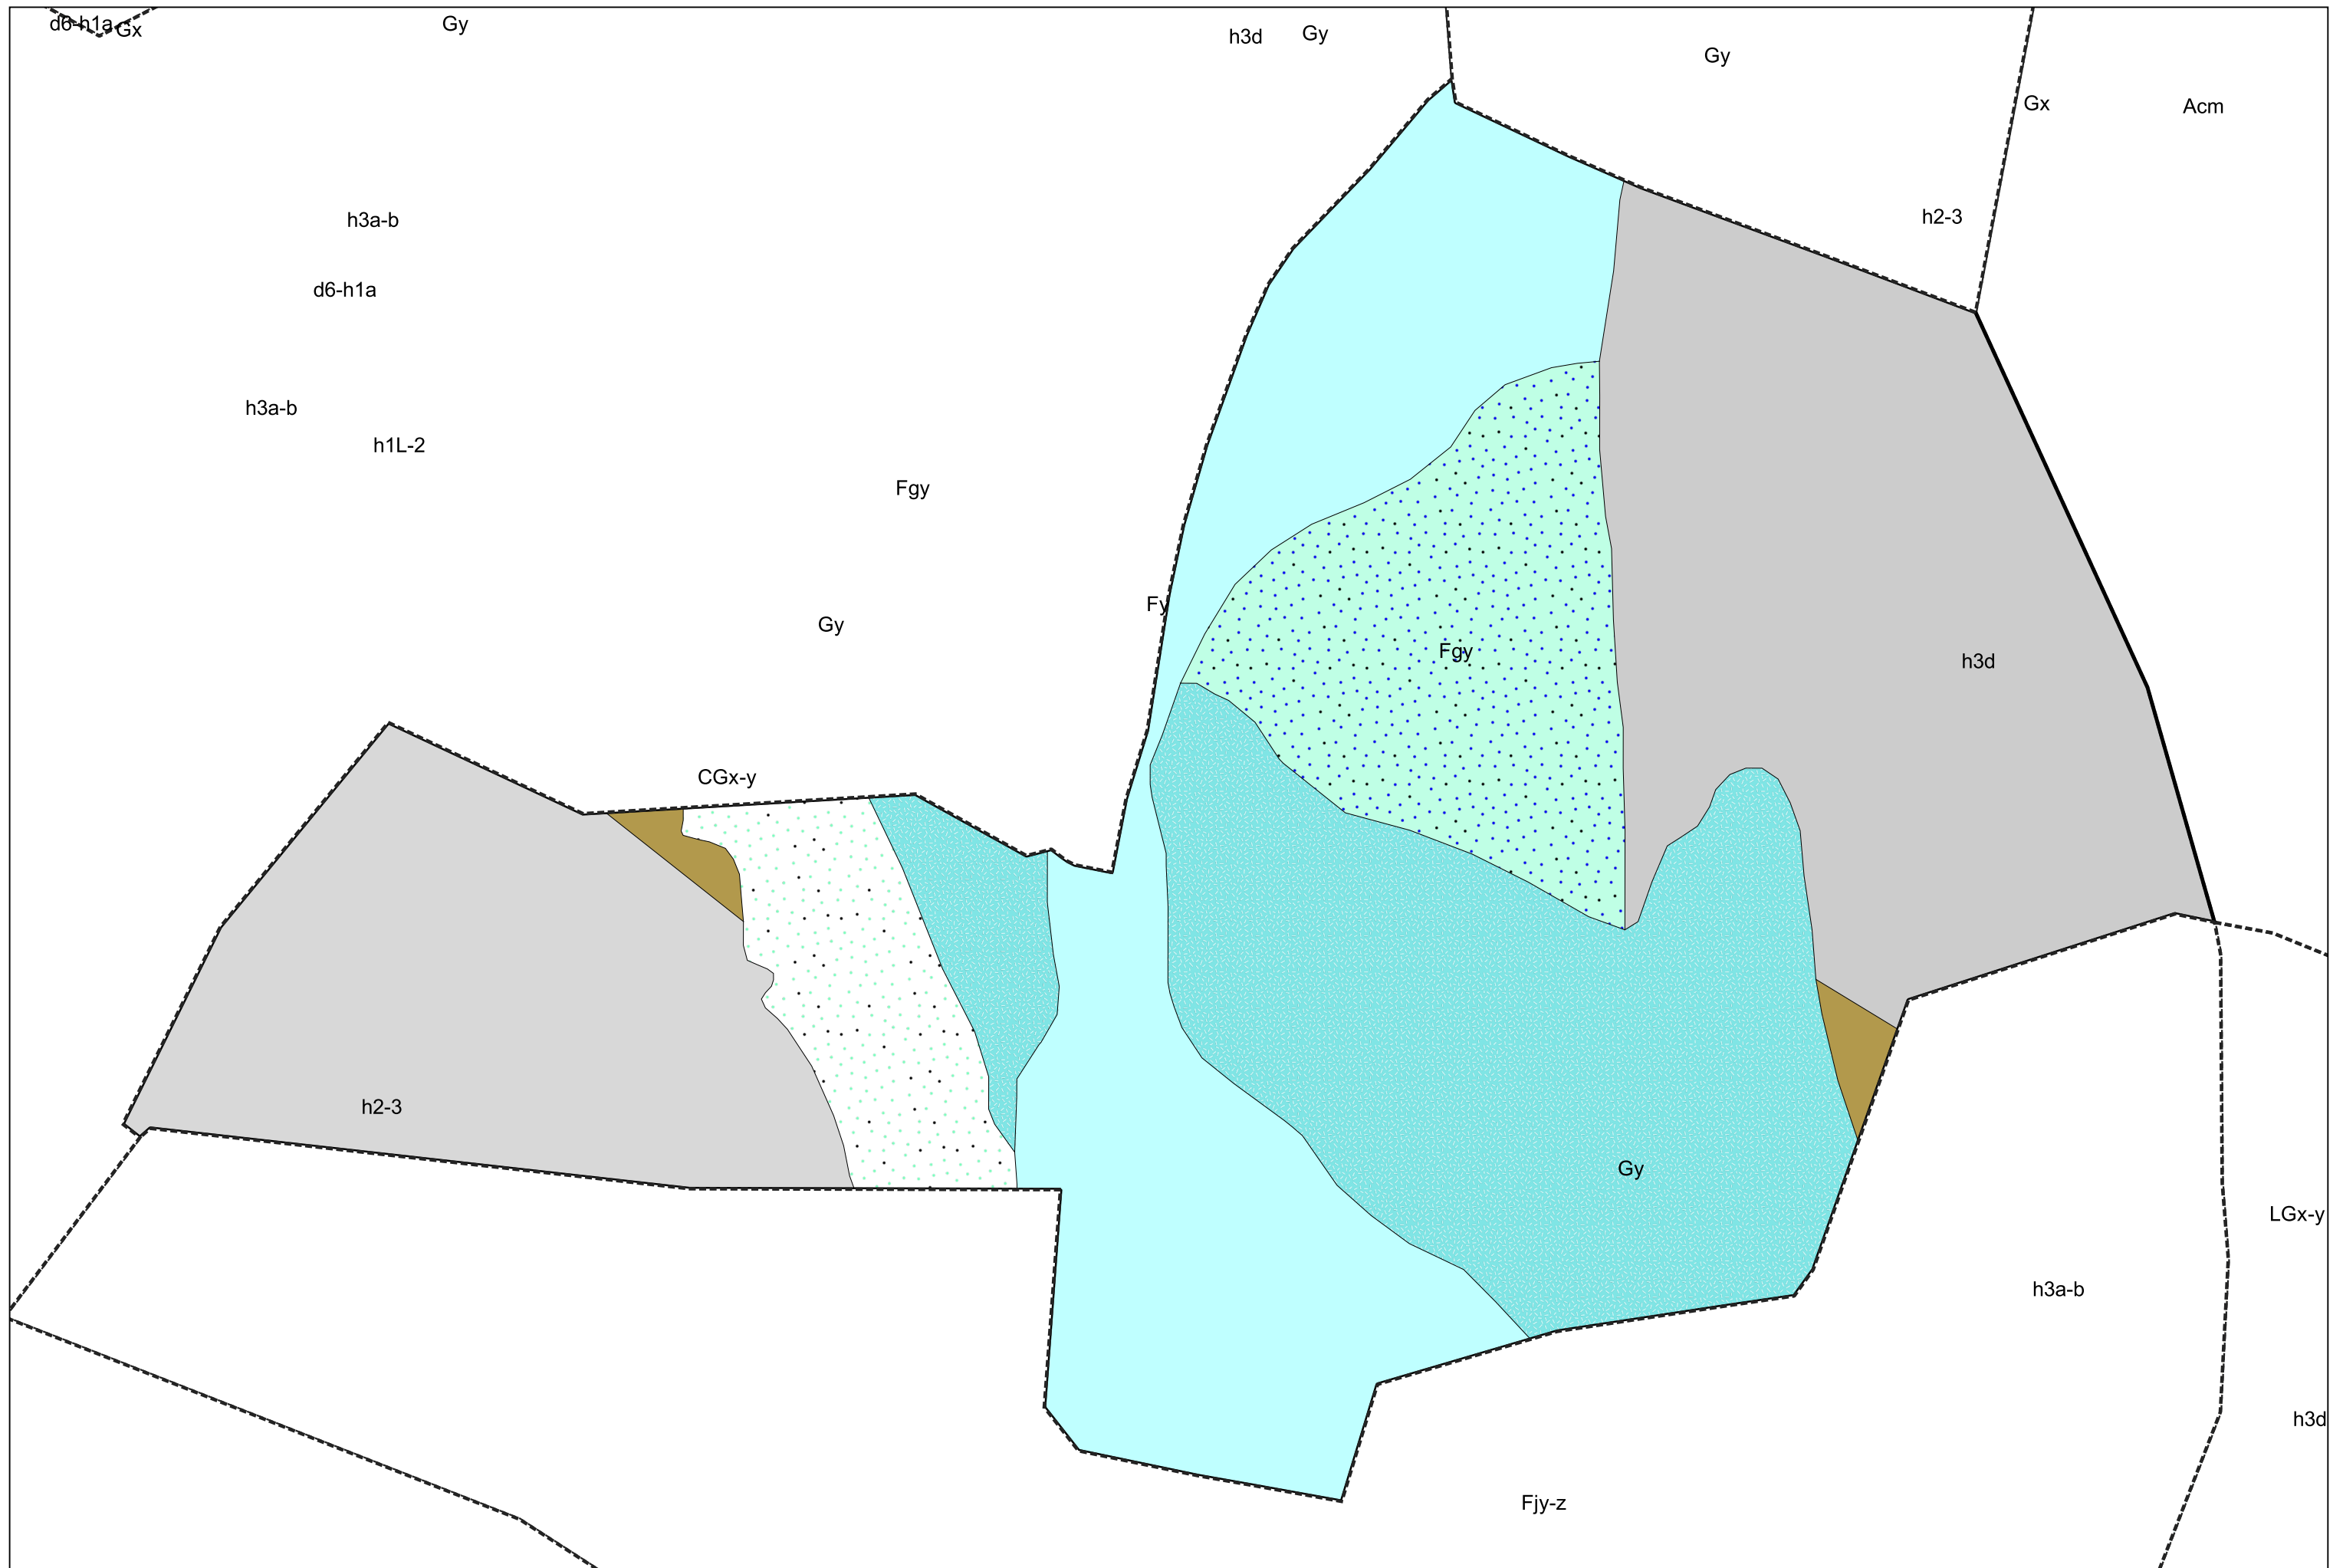 d6-h1a
Gx
Gy
h3d
Gy
Gy
Gx
Acm
h3a-b
h2-3
d6-h1a
h3a-b
h1L-2
Fgy
Fy
Gy
Fgy
h3d
CGx-y
h2-3
Gy
LGx-y
h3a-b
h3d
Fjy-z